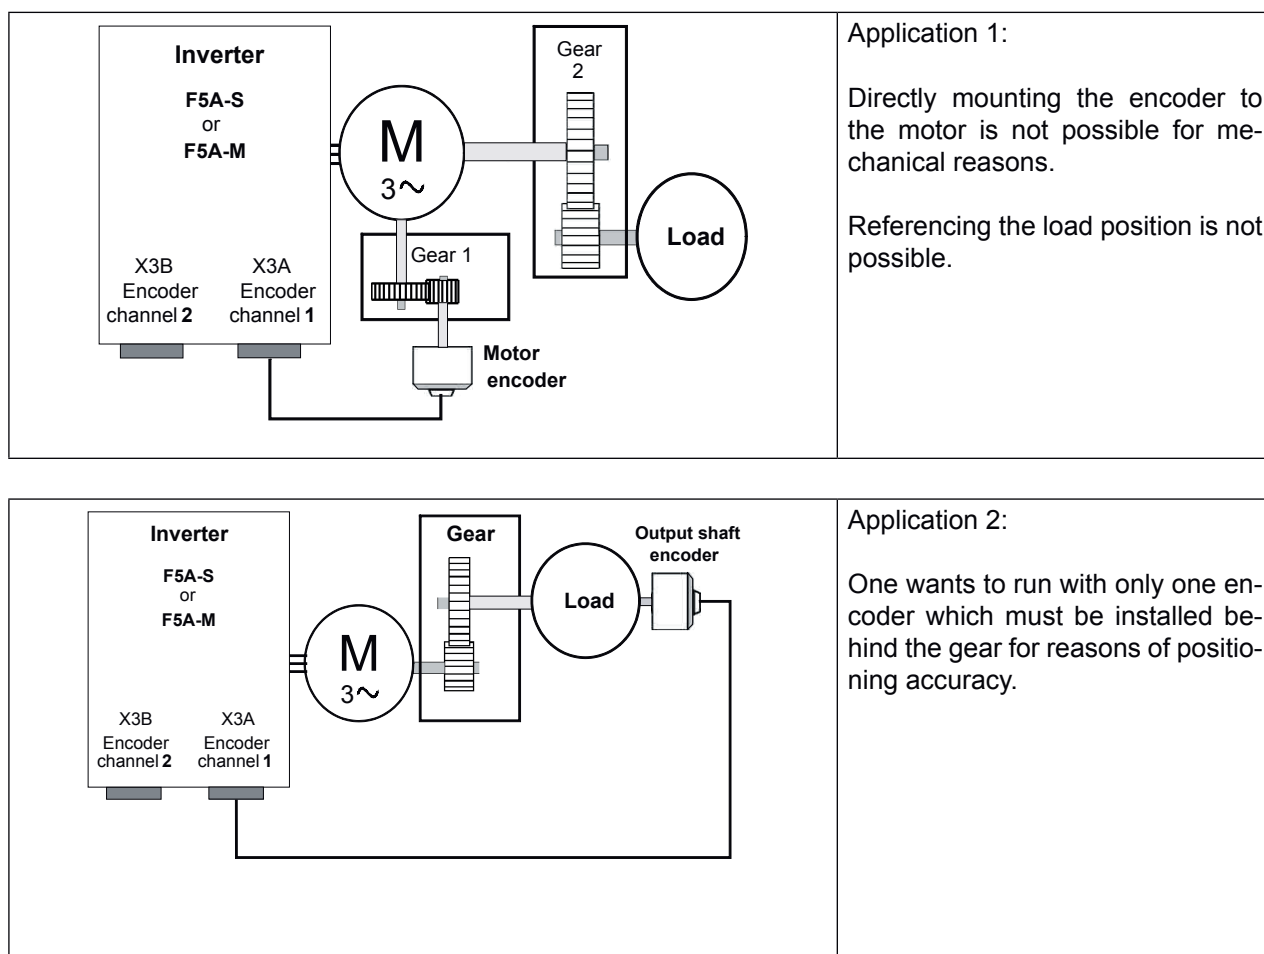 Inverter
F5A-S
or
F5A-M
X3B
Encoder
channel 2
X3A
Encoder
channel 1
M
3~
Gear 1
Motor
encoder
Gear
2
Load
Application 1:
Directly mounting the encoder to
the motor is not possible for me-
chanical reasons.
Referencing the load position is not
possible.
Inverter
F5A-S
or
F5A-M
X3B
Encoder
channel 2
X3A
Encoder
channel 1
M
3~
Gear
Load
Output shaft
encoder
Application 2:
One wants to run with only one en-
coder which must be installed be-
hind the gear for reasons of positio-
ning accuracy.